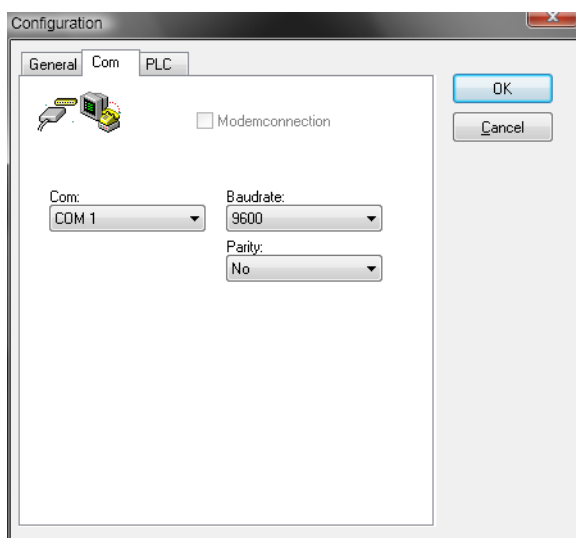 Configuration
General Com PLC
OK
Modemconnection
Cancel
Com: Baudrate:
COM 1 9600
Parity:
No